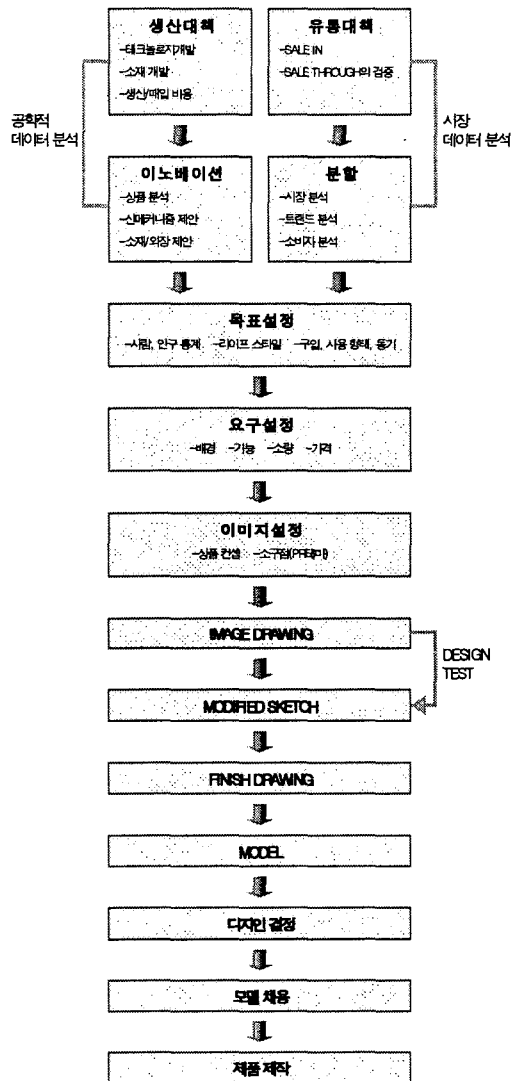 생산대책
-테크놀로지개발
-소재 개발
-생산/매입 비용
유통대책
-SALE IN
-SALE THROUGH의 검증
공학적
데이터 분석
시장
데이터 분석
이노베이션
-상품 분석
-신메커니즘 제안
-소재/외장 제안
분할
-시장 분석
-트랜드 분석
-소비자 분석
목표설정
-사람, 인구 통계 -라이프 스타일 -구입, 사용 형태, 동기
요구설정
-배경 -기능 -소량 -가격
이미지설정
-상품 컨셉 -소구점
IMAGE DRAWING
DESIGN
TEST
MODIFIED SKETCH
FINISH DRAWING
MODEL
디자인 결정
모델 채용
제품 제작